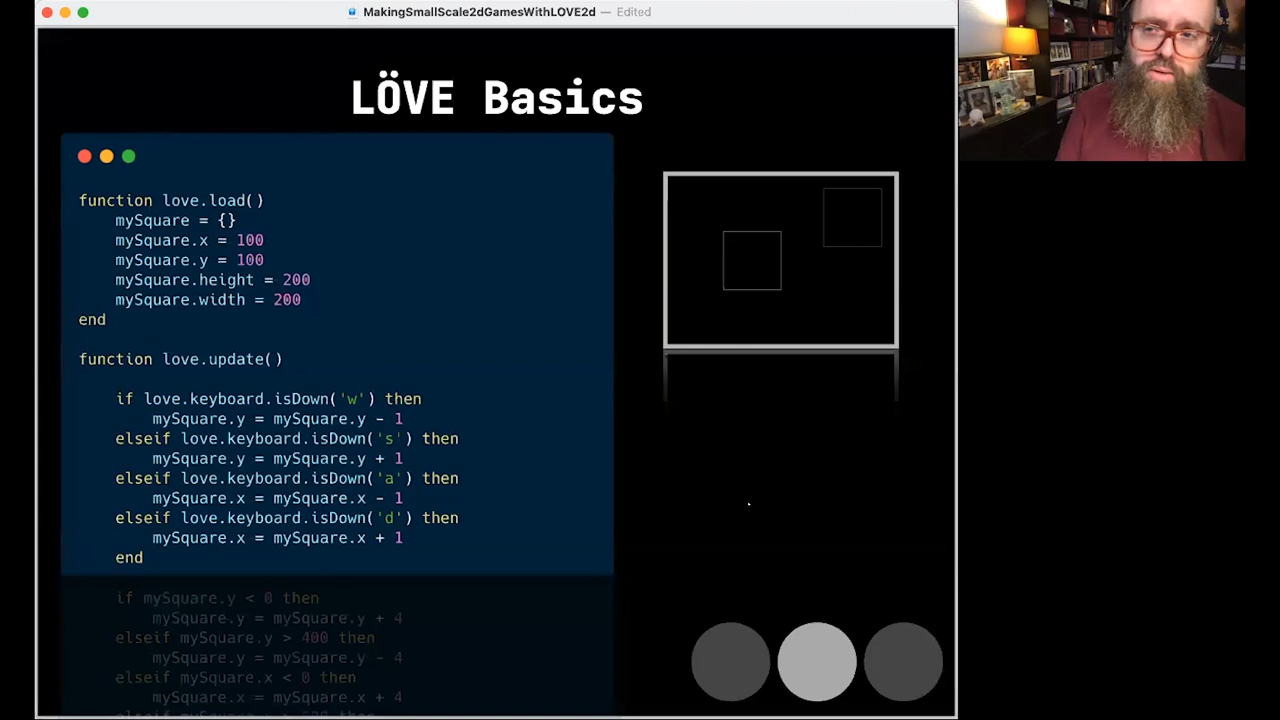 MakingSmallScale2dGamesWithLOVE2d — Edited
LÖVE Basics
function love.load()
mySquare = {}
mySquare.x = 100
mySquare.y = 100
mySquare.height = 200
mySquare.width = 200
end
function love.update()
if love.keyboard.isDown('w') then
mySquare.y = mySquare.y - 1
elseif love.keyboard.isDown('s') then
mySquare.y = mySquare.y + 1
elseif love.keyboard.isDown('a') then
mySquare.x = mySquare.x - 1
elseif love.keyboard.isDown('d') then
mySquare.x = mySquare.x + 1
end
if mySquare.y < 0 then
mySquare.y = mySquare.y + 4
elseif mySquare.y > 400 then
mySquare.y = mySquare.y - 4
elseif mySquare.x < 0 then
mySquare.x = mySquare.x + 4